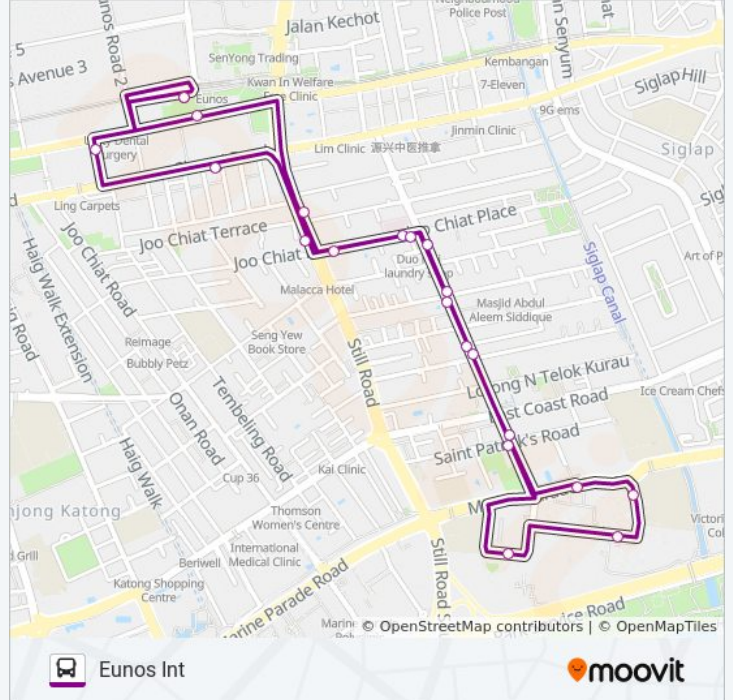 Jalan Kechot
Police Post
5
Avenue 3
SenYong Trading
Kembangan
Kwan In Welfare
Clinic
7-Eleven
Siglap Hill
Eunos
9G ems
Jinmin Clinic
Lim Clinic 源兴中医推拿
Siglap
Ling Carpets
Joo Chiat Terrace
Chiat Place
Joo Chiat
Art of P
Siglap Canal
Malacca Hotel
Masjid Abdul
Aleem Siddique
Haig Walk Extension
Joo Chiat Road
Reimage
Bubbly Petz
Seng Yew
Book Store
Still Road
N Telok Kurau
East Coast Road
Ice Cream Chefs
Onan Road
Tembeling Road
Saint Patrick's Road
Haig Walk
Cup 36
Kai Clinic
Thomson
Women's Centre
njong Katong
Grill
International
Medical Clinic
Beriwell
Katong Shopping
Centre
Marine Parade Road
Still Road S
Victori
Col
© OpenStreetMap contributors | © OpenMapTiles
Eunos Int
moovit